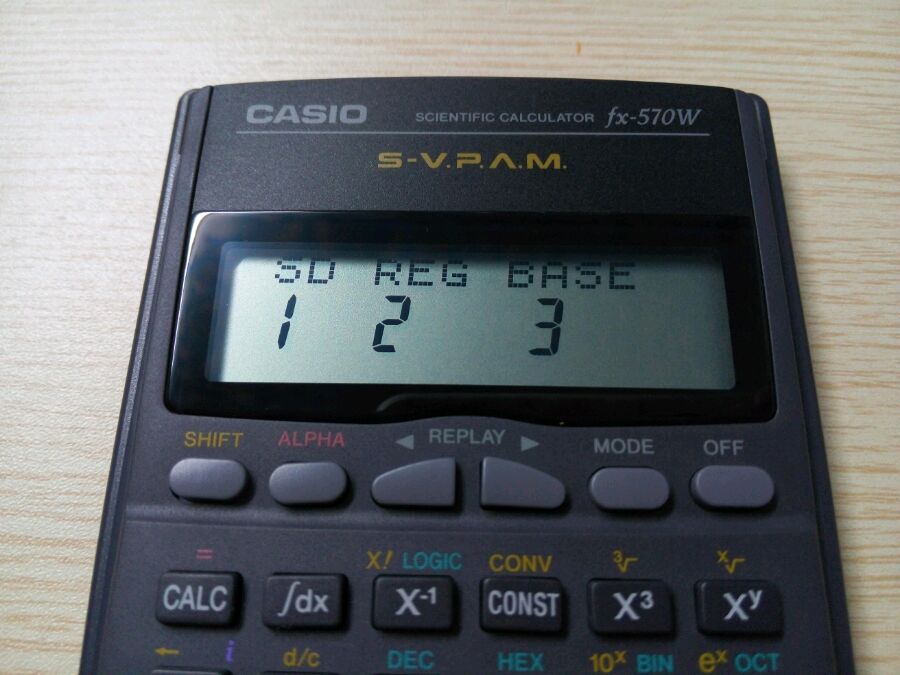 CASIO SCIENTIFIC CALCULATOR fx-570W
S-V.P.A.M.
SD REG BASE
1 2 3
SHIFT ALPHA ◀ REPLAY ▶ MODE OFF
= X! LOGIC CONV ³√ ˣ√
CALC ∫dx X⁻¹ CONST X³ Xʸ
← i d/c DEC HEX 10ˣ BIN eˣ OCT